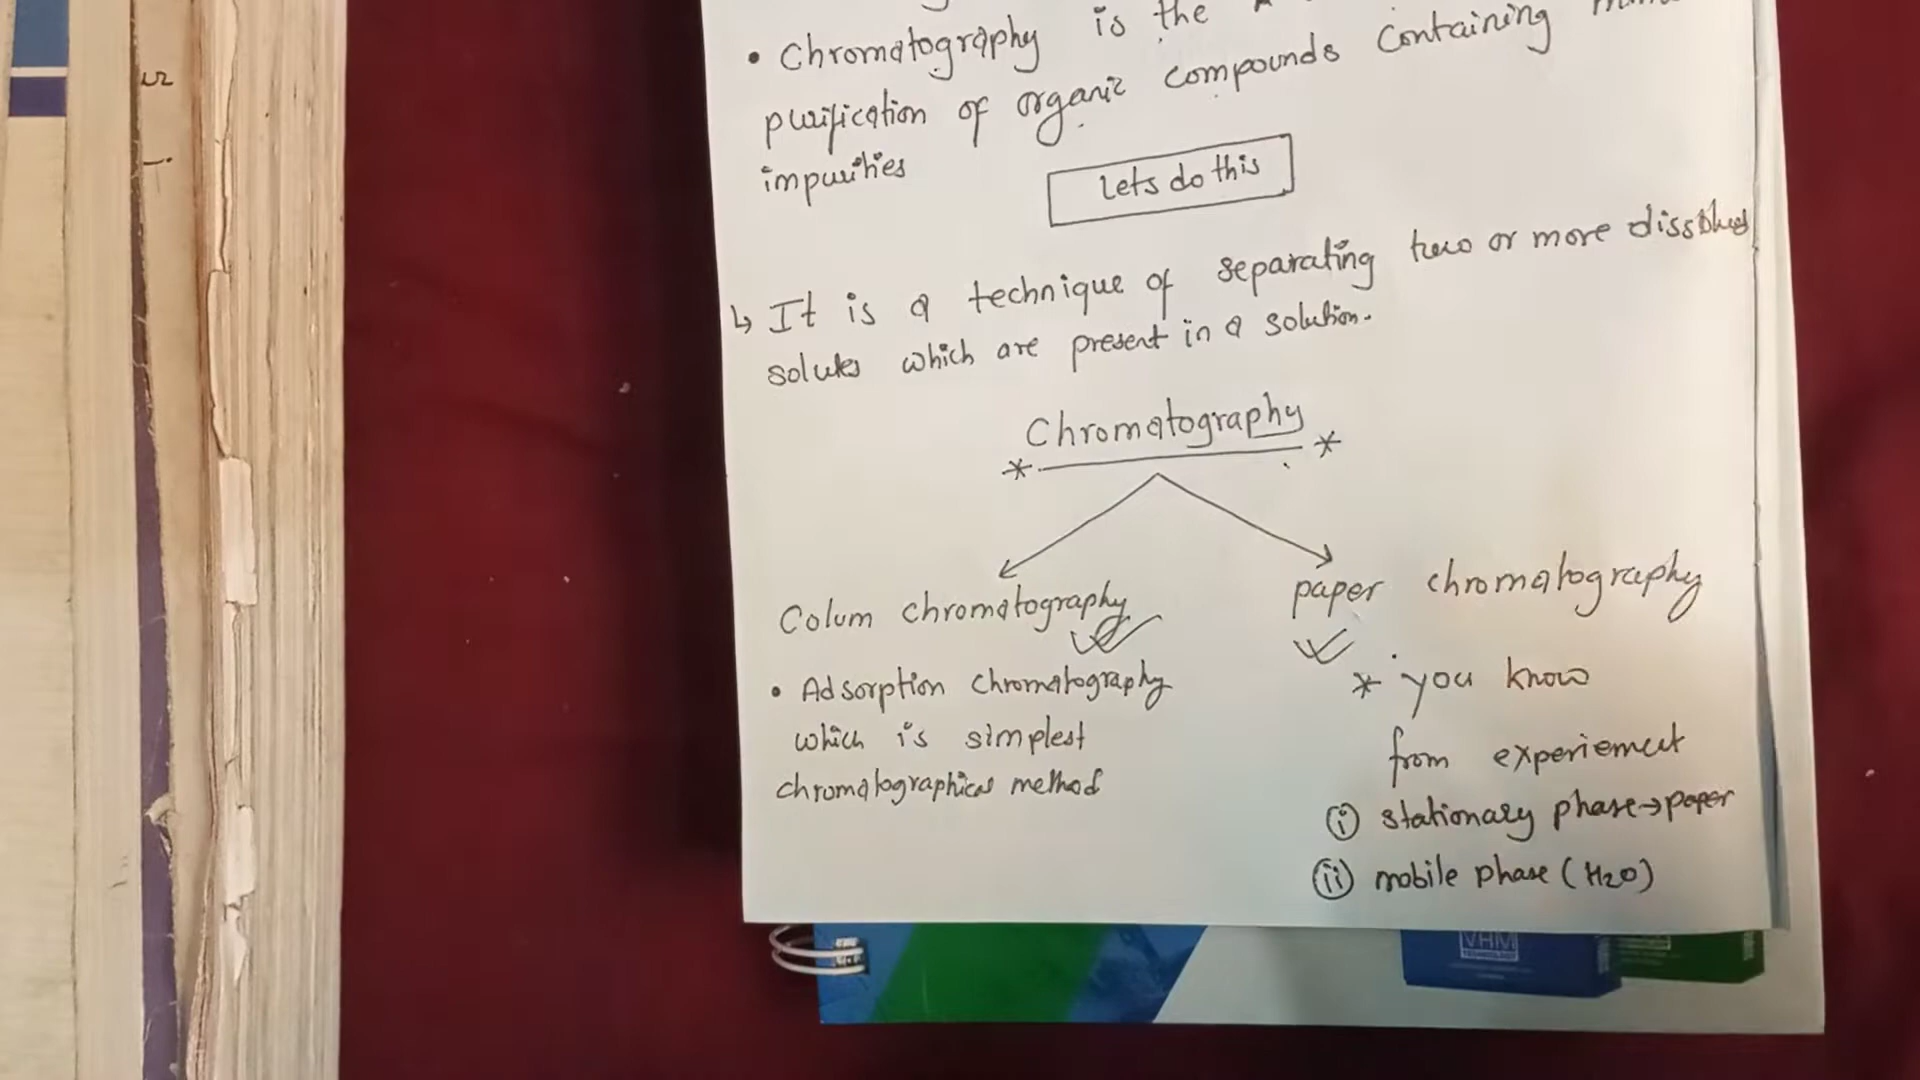 • Chromatography is the
purification of organic compounds containing
impurities
Lets do this
↳ It is a technique of separating two or more dissolved
solutes which are present in a solution.
Chromatography
* *
Colum chromatography
• Adsorption chromatography
which is simplest
chromatographical method
paper chromatography
* you know
from experiement
(i) stationary phase→paper
(ii) mobile phase (H2O)
VHM